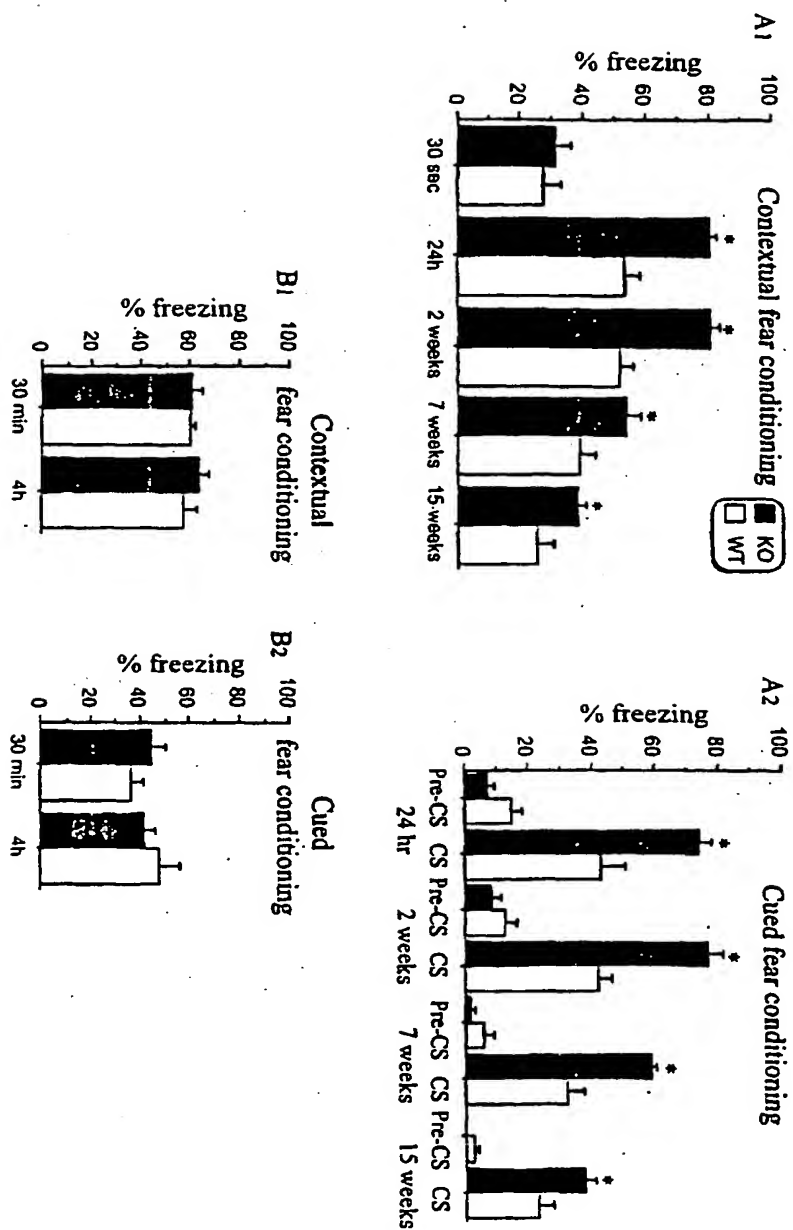 A1
Contextual fear conditioning
KO
WT
% freezing
100
80
60
40
20
0
30 sec
24h
2 weeks
7 weeks
15 weeks
A2
Cued fear conditioning
% freezing
100
80
60
40
20
0
Pre-CS CS Pre-CS CS Pre-CS CS Pre-CS CS
24 hr 2 weeks 7 weeks 15 weeks
B1
Contextual
fear conditioning
% freezing
100
80
60
40
20
0
30 min
4h
B2
Cued
fear conditioning
% freezing
100
80
60
40
20
0
30 min
4h